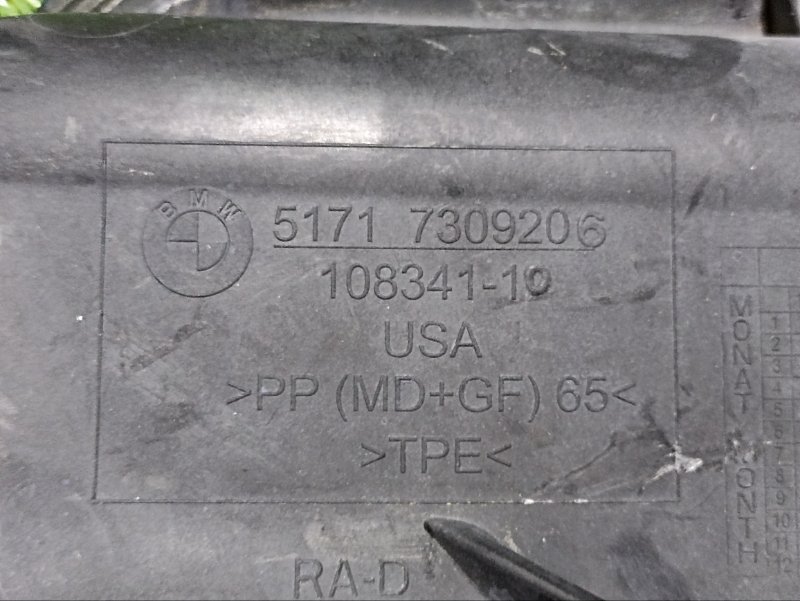 BMW
5171 7309206
108341-10
USA
>PP (MD+GF) 65<
>TPE<
RA-D
MONAT / MONTH
1
2
3
4
5
6
7
8
9
10
11
12